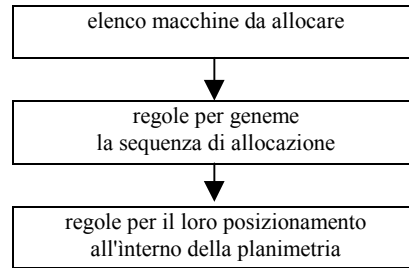 elenco macchine da allocare
regole per geneme
la sequenza di allocazione
regole per il loro posizionamento
all'ìnterno della planimetria